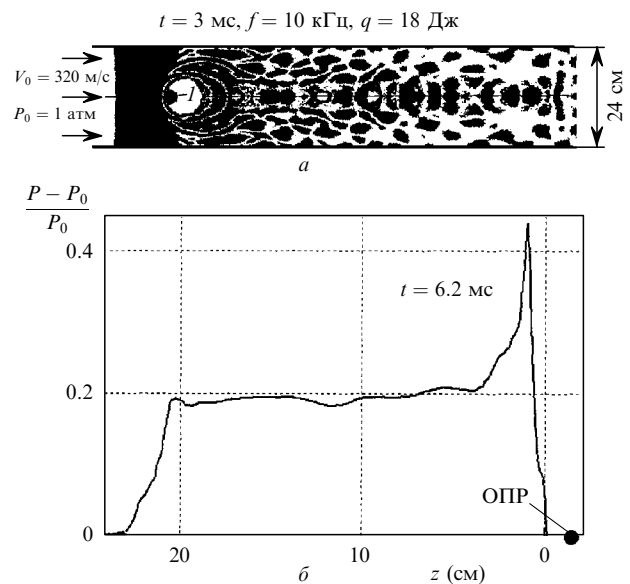 t = 3 мс, f = 10 кГц, q = 18 Дж
V₀ = 320 м/с
P₀ = 1 атм
1
24 см
а
P − P₀
P₀
0.4
t = 6.2 мс
0.2
ОПР
0
20
10
0
б
z (см)